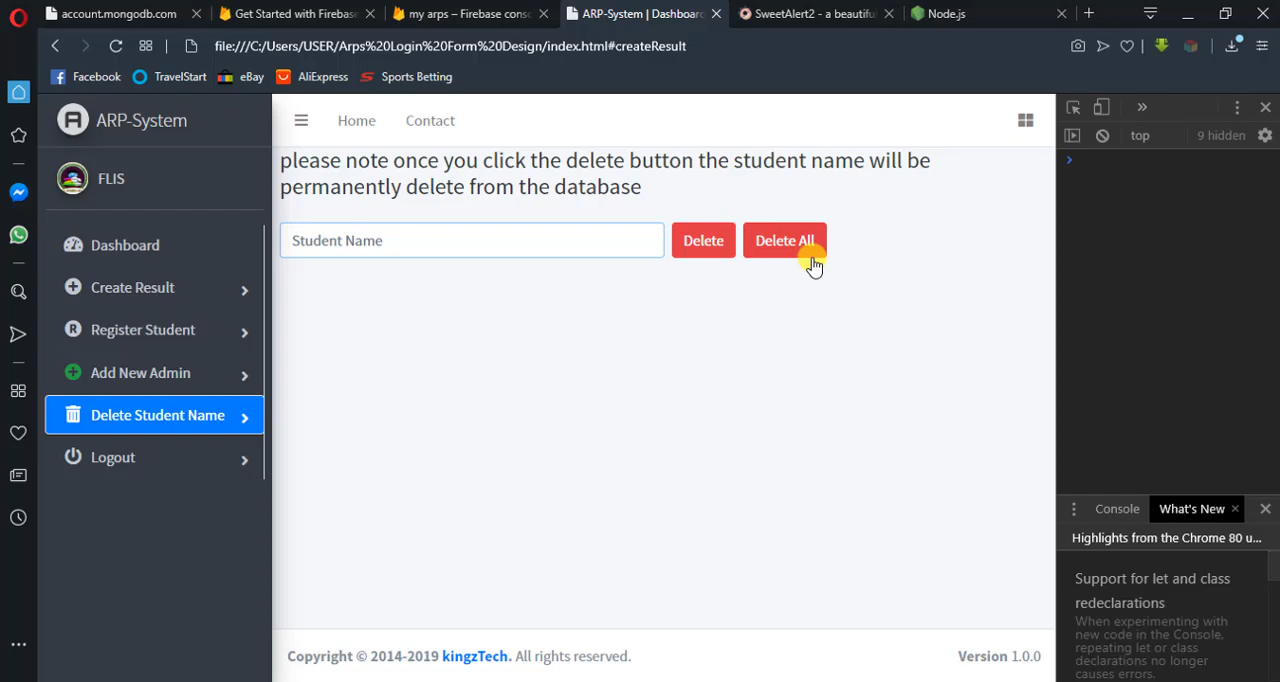 account.mongodb.com
Get Started with Firebase
my arps – Firebase cons
ARP-System | Dashboar
SweetAlert2 - a beautifu
Node.js
file:///C:/Users/USER/Arps%20Login%20Form%20Design/index.html#createResult
Facebook
TravelStart
eBay
AliExpress
Sports Betting
ARP-System
Home
Contact
top
9 hidden
FLIS
please note once you click the delete button the student name will be
permanently delete from the database
Student Name
Delete
Delete All
Dashboard
Create Result
Register Student
Add New Admin
Delete Student Name
Logout
Console
What's New
Highlights from the Chrome 80 u...
Support for let and class
redeclarations
When experimenting with
new code in the Console,
repeating let or class
declarations no longer
causes errors.
Copyright © 2014-2019 kingzTech. All rights reserved.
Version 1.0.0